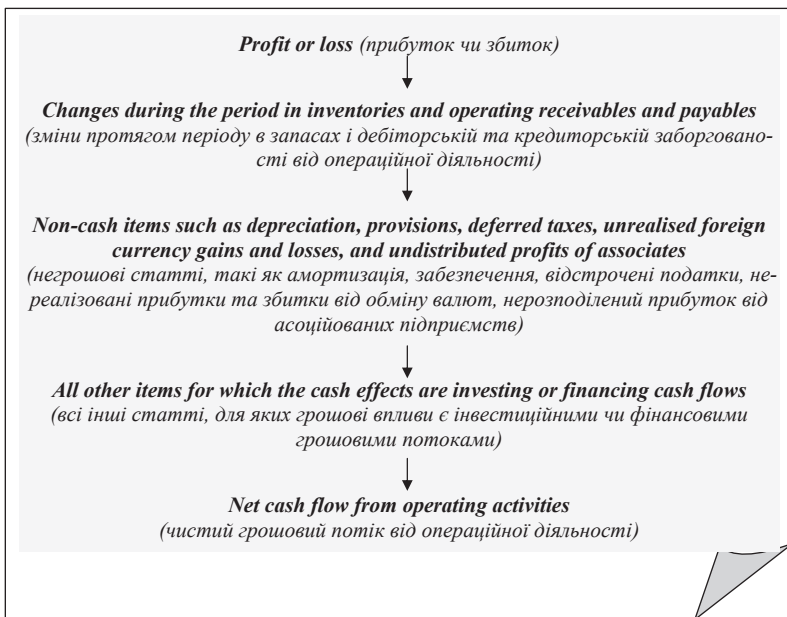 Profit or loss (прибуток чи збиток)
Changes during the period in inventories and operating receivables and payables
(зміни протягом періоду в запасах і дебіторській та кредиторській заборговано-
сті від операційної діяльності)
Non-cash items such as depreciation, provisions, deferred taxes, unrealised foreign
currency gains and losses, and undistributed profits of associates
(негрошові статті, такі як амортизація, забезпечення, відстрочені податки, не-
реалізовані прибутки та збитки від обміну валют, нерозподілений прибуток від
асоційованих підприємств)
All other items for which the cash effects are investing or financing cash flows
(всі інші статті, для яких грошові впливи є інвестиційними чи фінансовими
грошовими потоками)
Net cash flow from operating activities
(чистий грошовий потік від операційної діяльності)